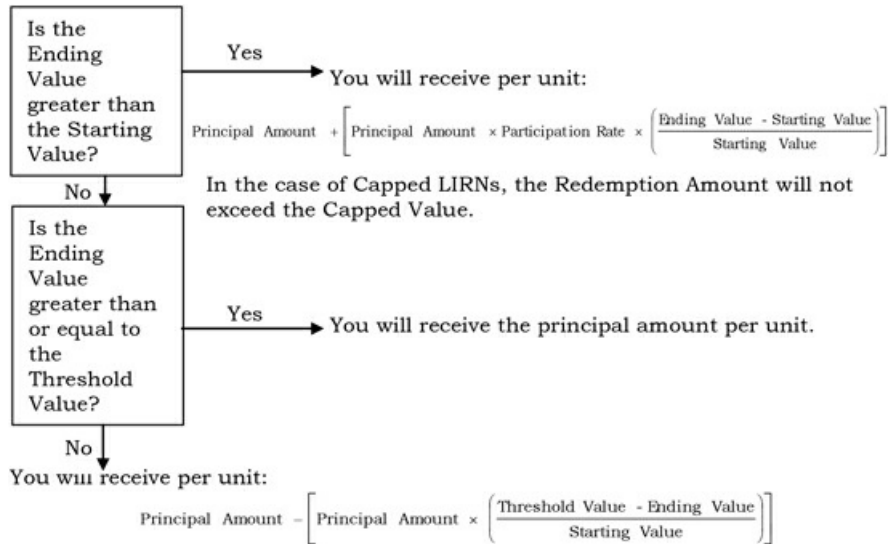 Is the
Ending
Value
greater than
the Starting
Value?
Yes
You will receive per unit:
Principal Amount + [Principal Amount × Participation Rate × (Ending Value - Starting Value / Starting Value)]
In the case of Capped LIRNs, the Redemption Amount will not
exceed the Capped Value.
No
Is the
Ending
Value
greater than
or equal to
the
Threshold
Value?
Yes
You will receive the principal amount per unit.
No
You will receive per unit:
Principal Amount − [Principal Amount × (Threshold Value - Ending Value / Starting Value)]